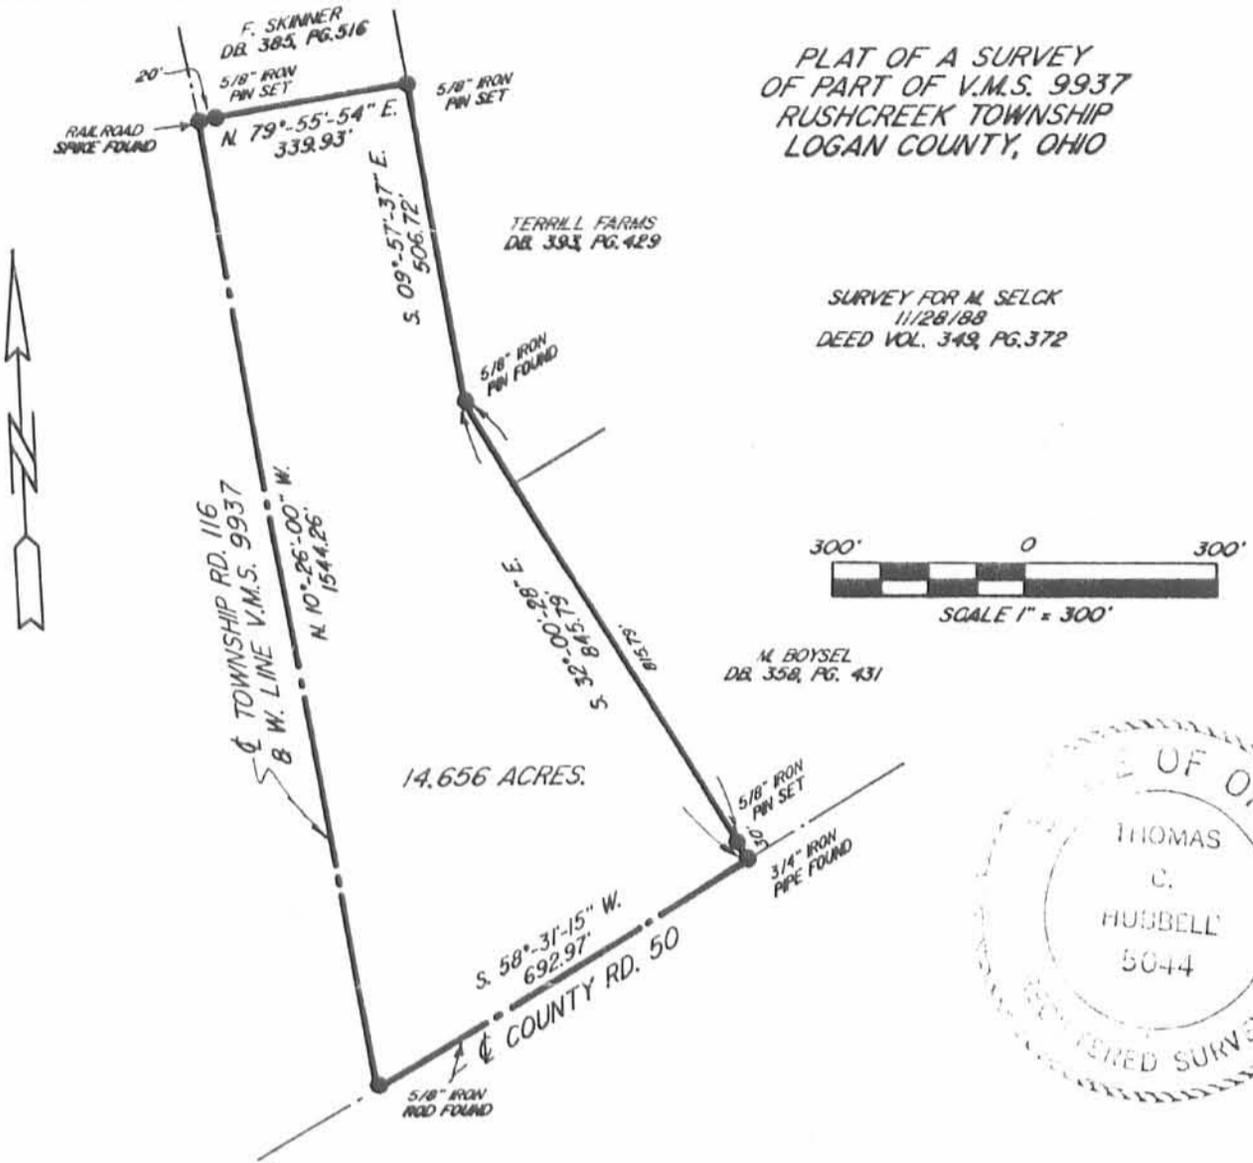 F. SKINNER
DB. 385, PG.516
20'
5/8" IRON
PIN SET
5/8" IRON
PIN SET
RAILROAD
SPIKE FOUND
N. 79°-55'-54" E.
339.93'
PLAT OF A SURVEY
OF PART OF V.M.S. 9937
RUSHCREEK TOWNSHIP
LOGAN COUNTY, OHIO
S. 09°-57'-37" E.
506.72'
TERRILL FARMS
DB. 393, PG.429
SURVEY FOR M. SELCK
11/28/88
DEED VOL. 349, PG.372
5/8" IRON
PIN FOUND
N
₵ TOWNSHIP RD. 116
& W. LINE V.M.S. 9937
N. 10°-26'-00" W.
1544.26'
300' 0 300'
SCALE 1" = 300'
S. 32°-00'-28" E.
845.79'
815.79'
M. BOYSEL
DB. 358, PG. 431
14.656 ACRES.
5/8" IRON
PIN SET
30'
3/4" IRON
PIPE FOUND
S. 58°-31'-15" W.
692.97'
₵ COUNTY RD. 50
5/8" IRON
ROD FOUND
OF
THOMAS
C.
HUBBELL
5044